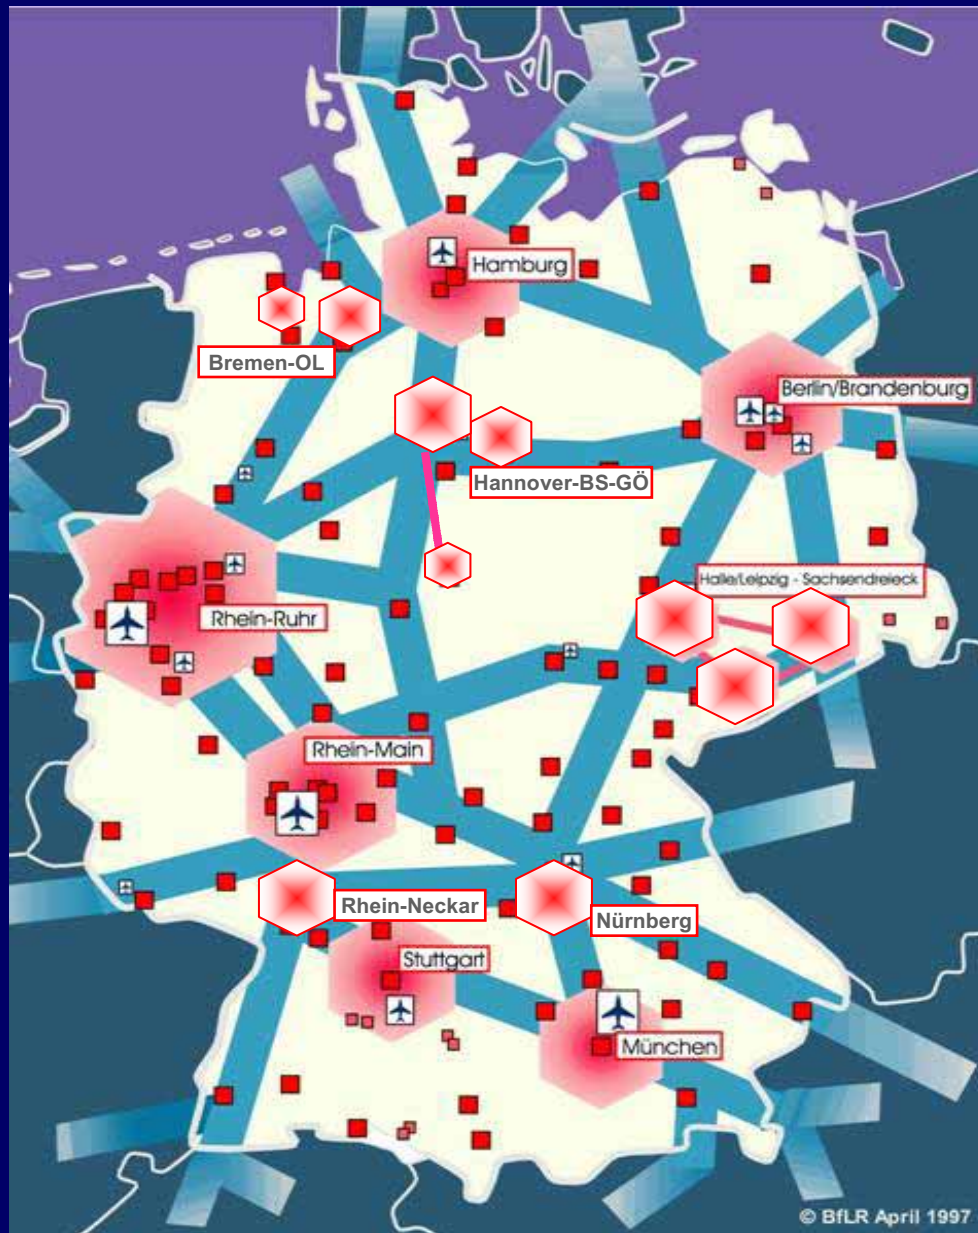 Hamburg
Bremen-OL
Berlin/Brandenburg
Hannover-BS-GÖ
Halle/Leipzig - Sachsendreieck
Rhein-Ruhr
Rhein-Main
Rhein-Neckar
Nürnberg
Stuttgart
München
© BfLR April 1997